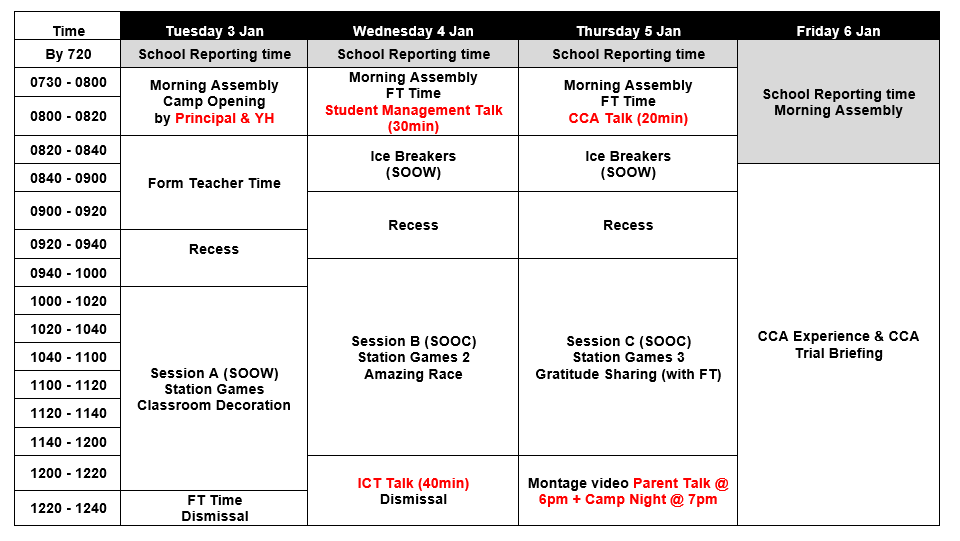 Time
Tuesday 3 Jan
Wednesday 4 Jan
Thursday 5 Jan
Friday 6 Jan
By 720
School Reporting time
School Reporting time
School Reporting time
School Reporting time
Morning Assembly
0730 - 0800
0800 - 0820
Morning Assembly
Camp Opening
by Principal & YH
Morning Assembly
FT Time
Student Management Talk
(30min)
Morning Assembly
FT Time
CCA Talk (20min)
0820 - 0840
0840 - 0900
0900 - 0920
Form Teacher Time
Ice Breakers
(SOOW)
Ice Breakers
(SOOW)
Recess
Recess
0920 - 0940
0940 - 1000
Recess
1000 - 1020
1020 - 1040
1040 - 1100
1100 - 1120
1120 - 1140
1140 - 1200
1200 - 1220
Session A (SOOW)
Station Games
Classroom Decoration
Session B (SOOC)
Station Games 2
Amazing Race
Session C (SOOC)
Station Games 3
Gratitude Sharing (with FT)
CCA Experience & CCA
Trial Briefing
1220 - 1240
FT Time
Dismissal
ICT Talk (40min)
Dismissal
Montage video Parent Talk @
6pm + Camp Night @ 7pm